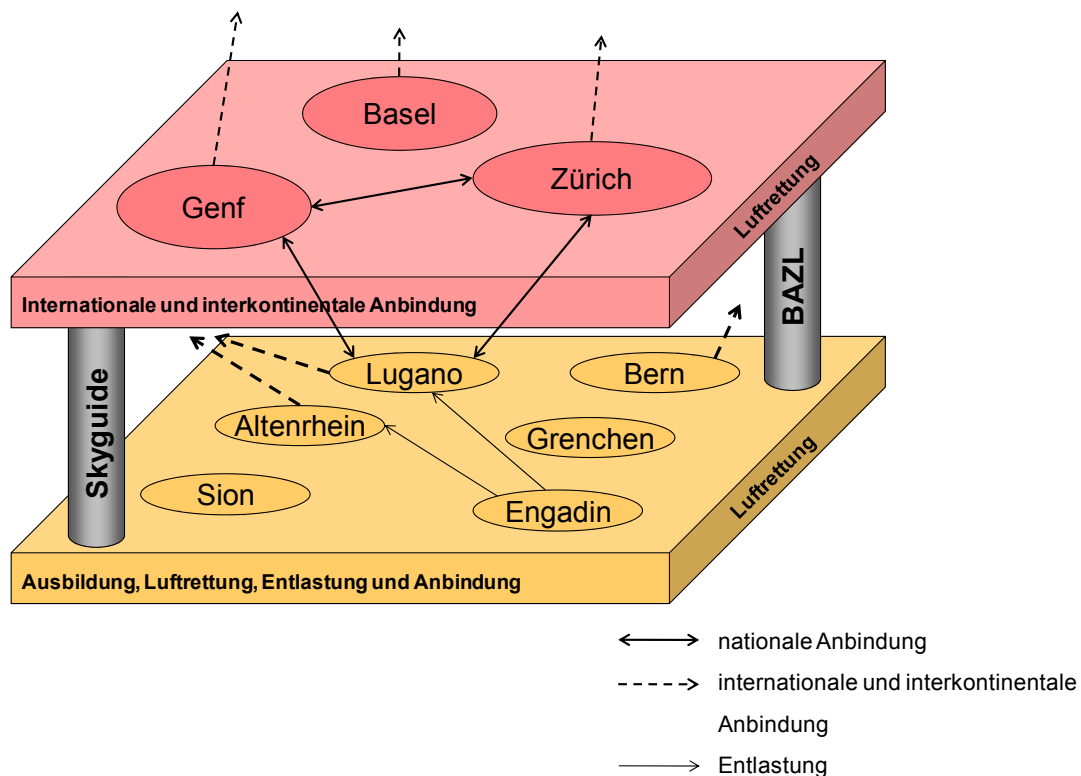 Basel
Zürich
Genf
Luftrettung
Internationale und interkontinentale Anbindung
BAZL
Skyguide
Lugano
Bern
Altenrhein
Grenchen
Sion
Engadin
Luftrettung
Ausbildung, Luftrettung, Entlastung und Anbindung
nationale Anbindung
internationale und interkontinentale
Anbindung
Entlastung